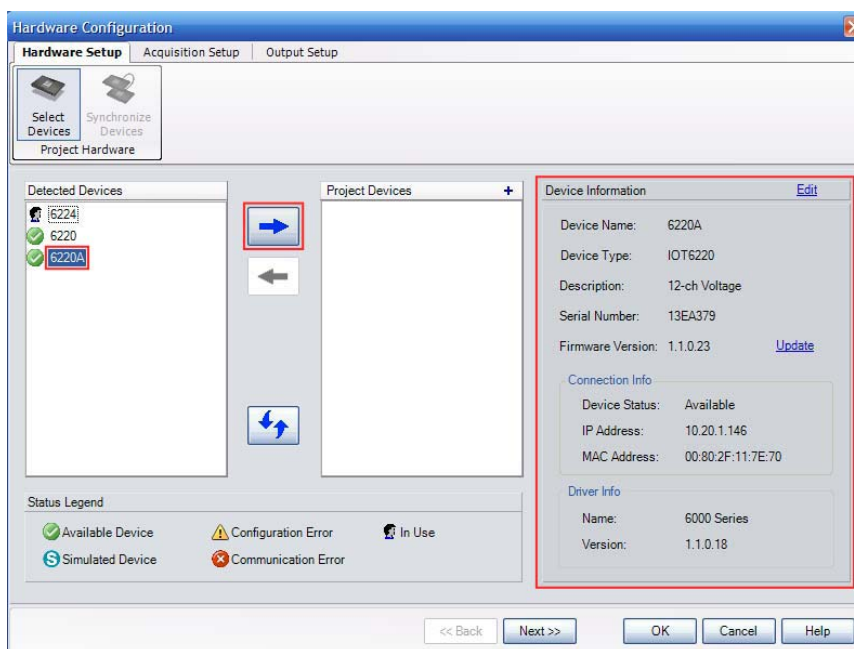 Hardware Configuration
Hardware Setup Acquisition Setup Output Setup
Select Devices
Synchronize Devices
Project Hardware
Detected Devices
6224
6220
6220A
Project Devices +
Device Information Edit
Device Name: 6220A
Device Type: IOT6220
Description: 12-ch Voltage
Serial Number: 13EA379
Firmware Version: 1.1.0.23 Update
Connection Info
Device Status: Available
IP Address: 10.20.1.146
MAC Address: 00:80:2F:11:7E:70
Driver Info
Name: 6000 Series
Version: 1.1.0.18
Status Legend
Available Device Configuration Error In Use
S Simulated Device Communication Error
<< Back Next >> OK Cancel Help